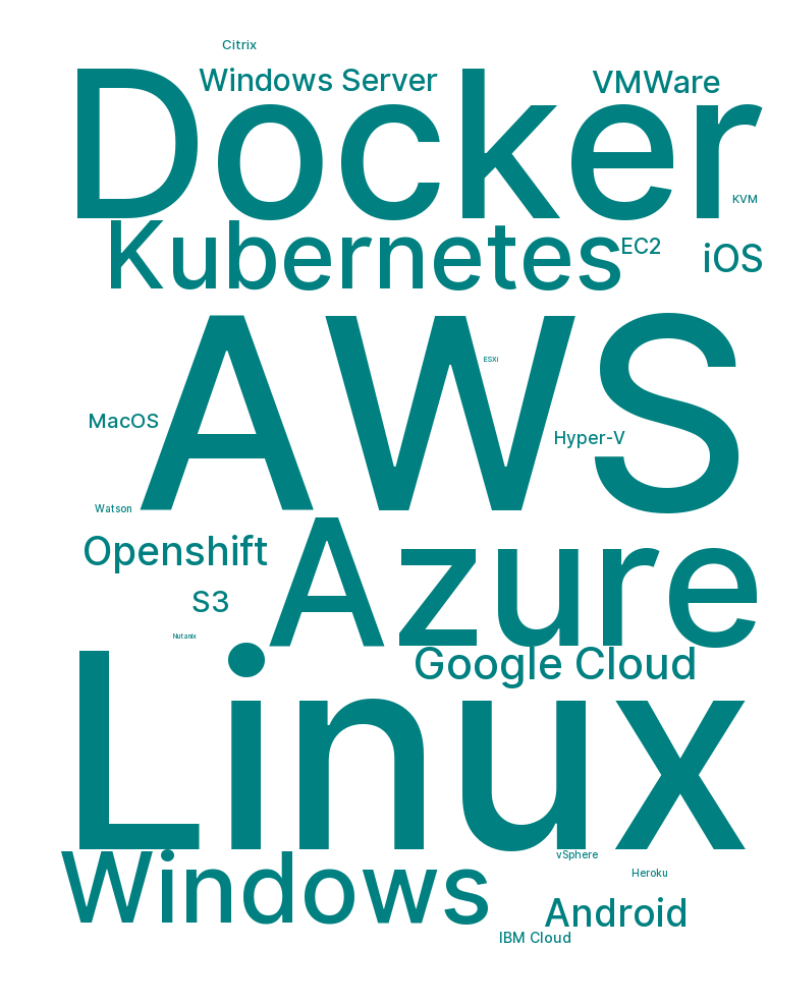 Citrix
Windows Server
VMWare
Docker
KVM
Kubernetes
EC2
iOS
AWS
ESXi
MacOS
Hyper-V
Watson
Openshift
Azure
S3
Nutanix
Google Cloud
Linux
vSphere
Heroku
Windows
Android
IBM Cloud